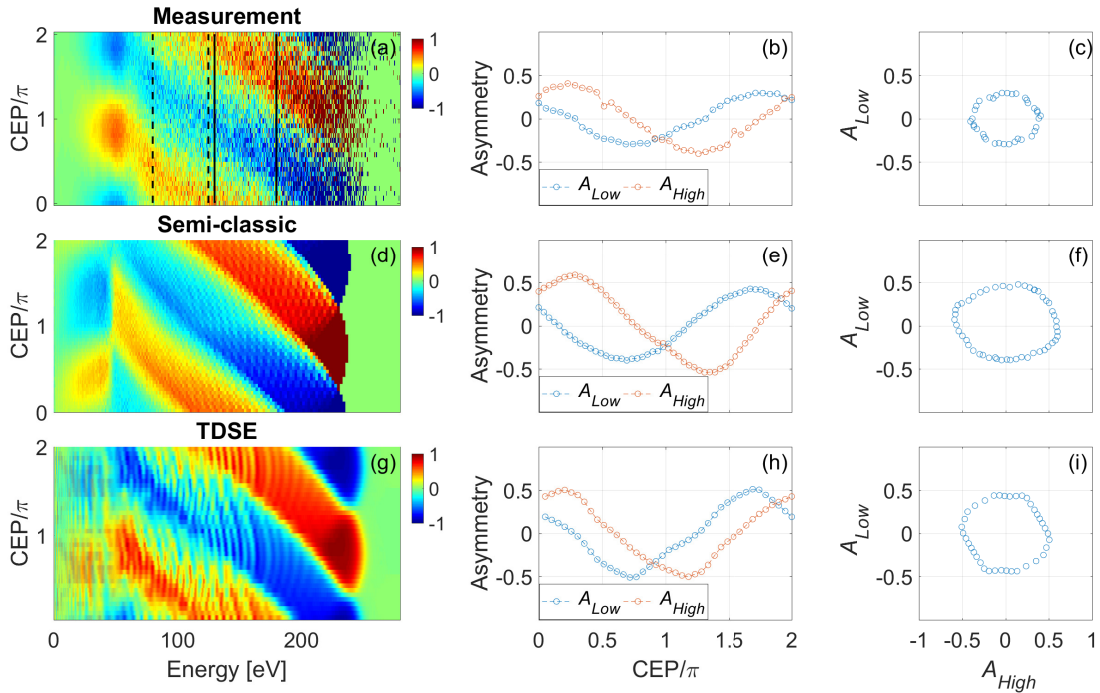 Measurement
(a)
CEP/π
2
1
0
1
0
-1
(b)
Asymmetry
0.5
0
-0.5
A_Low
A_High
(c)
A_Low
0.5
0
-0.5
Semi-classic
(d)
CEP/π
2
1
0
1
0
-1
(e)
Asymmetry
0.5
0
-0.5
A_Low
A_High
(f)
A_Low
0.5
0
-0.5
TDSE
(g)
CEP/π
2
1
1
0
-1
0
100
200
Energy [eV]
(h)
Asymmetry
0.5
0
-0.5
A_Low
A_High
0
0.5
1
1.5
2
CEP/π
(i)
A_Low
0.5
0
-0.5
-1
-0.5
0
0.5
1
A_High